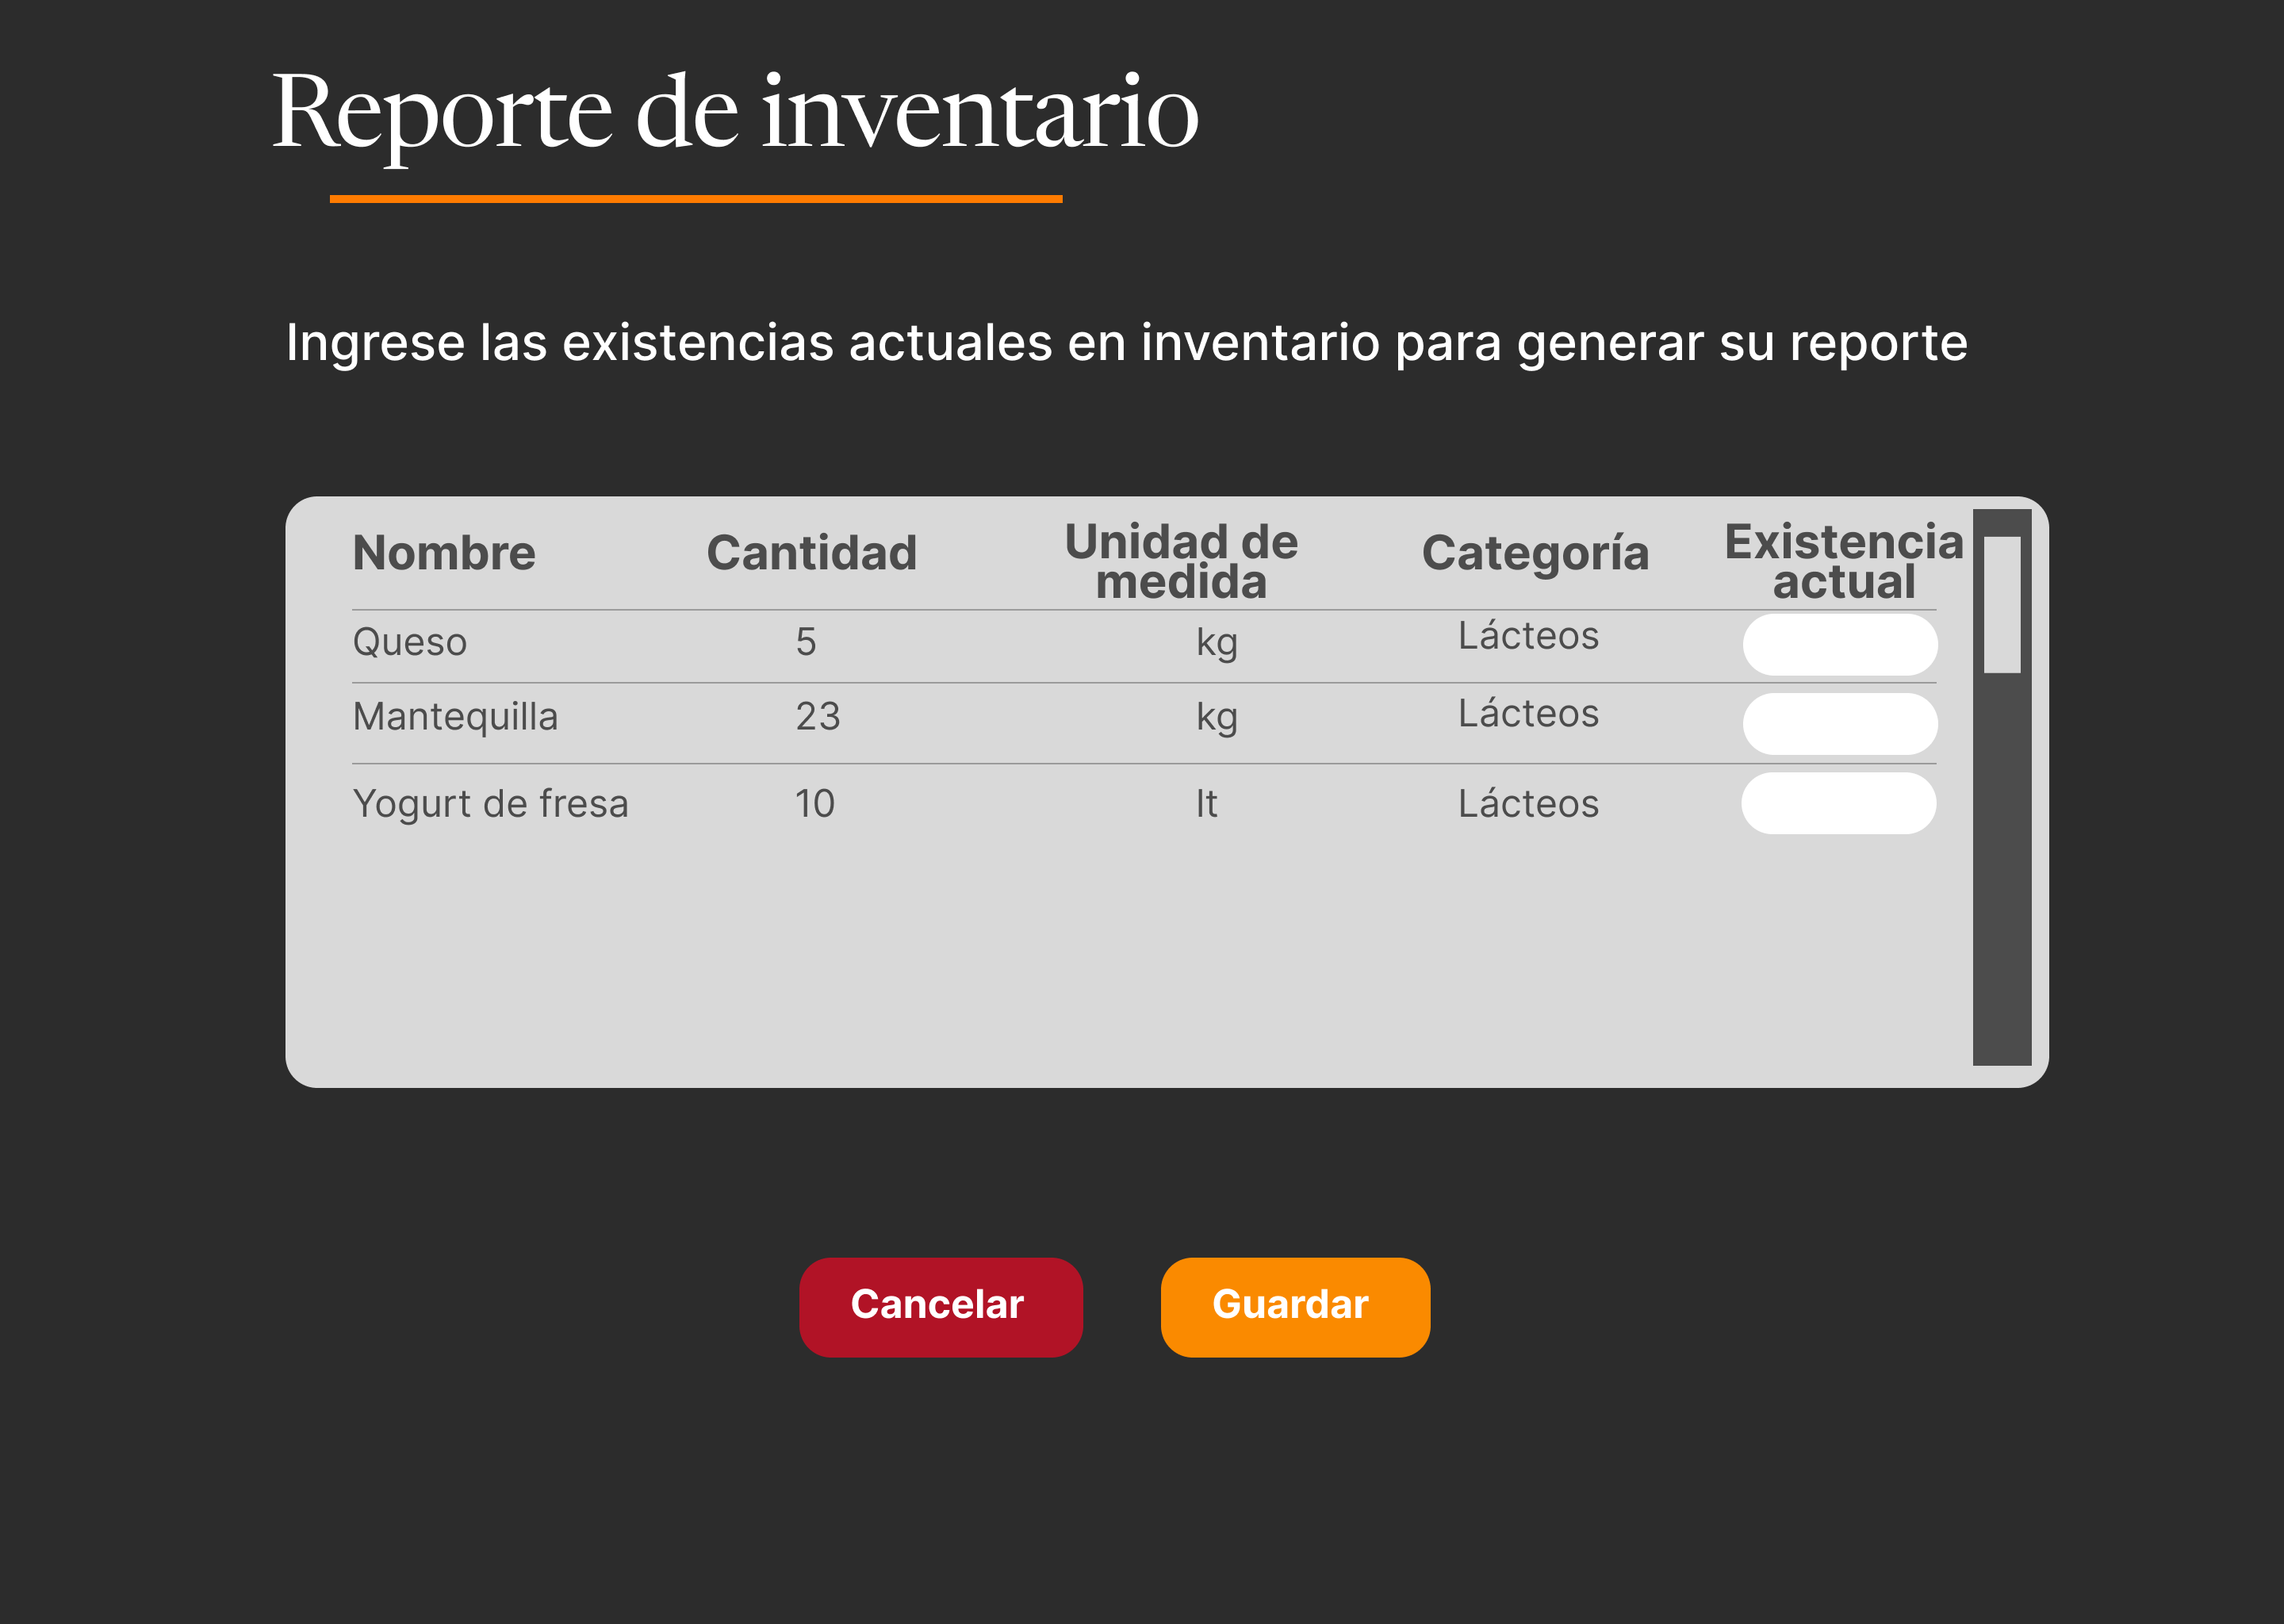 Reporte de inventario
Ingrese las existencias actuales en inventario para generar su reporte
Nombre Cantidad Unidad de medida Categoría Existencia actual
Queso 5 kg Lácteos
Mantequilla 23 kg Lácteos
Yogurt de fresa 10 lt Lácteos
Cancelar Guardar